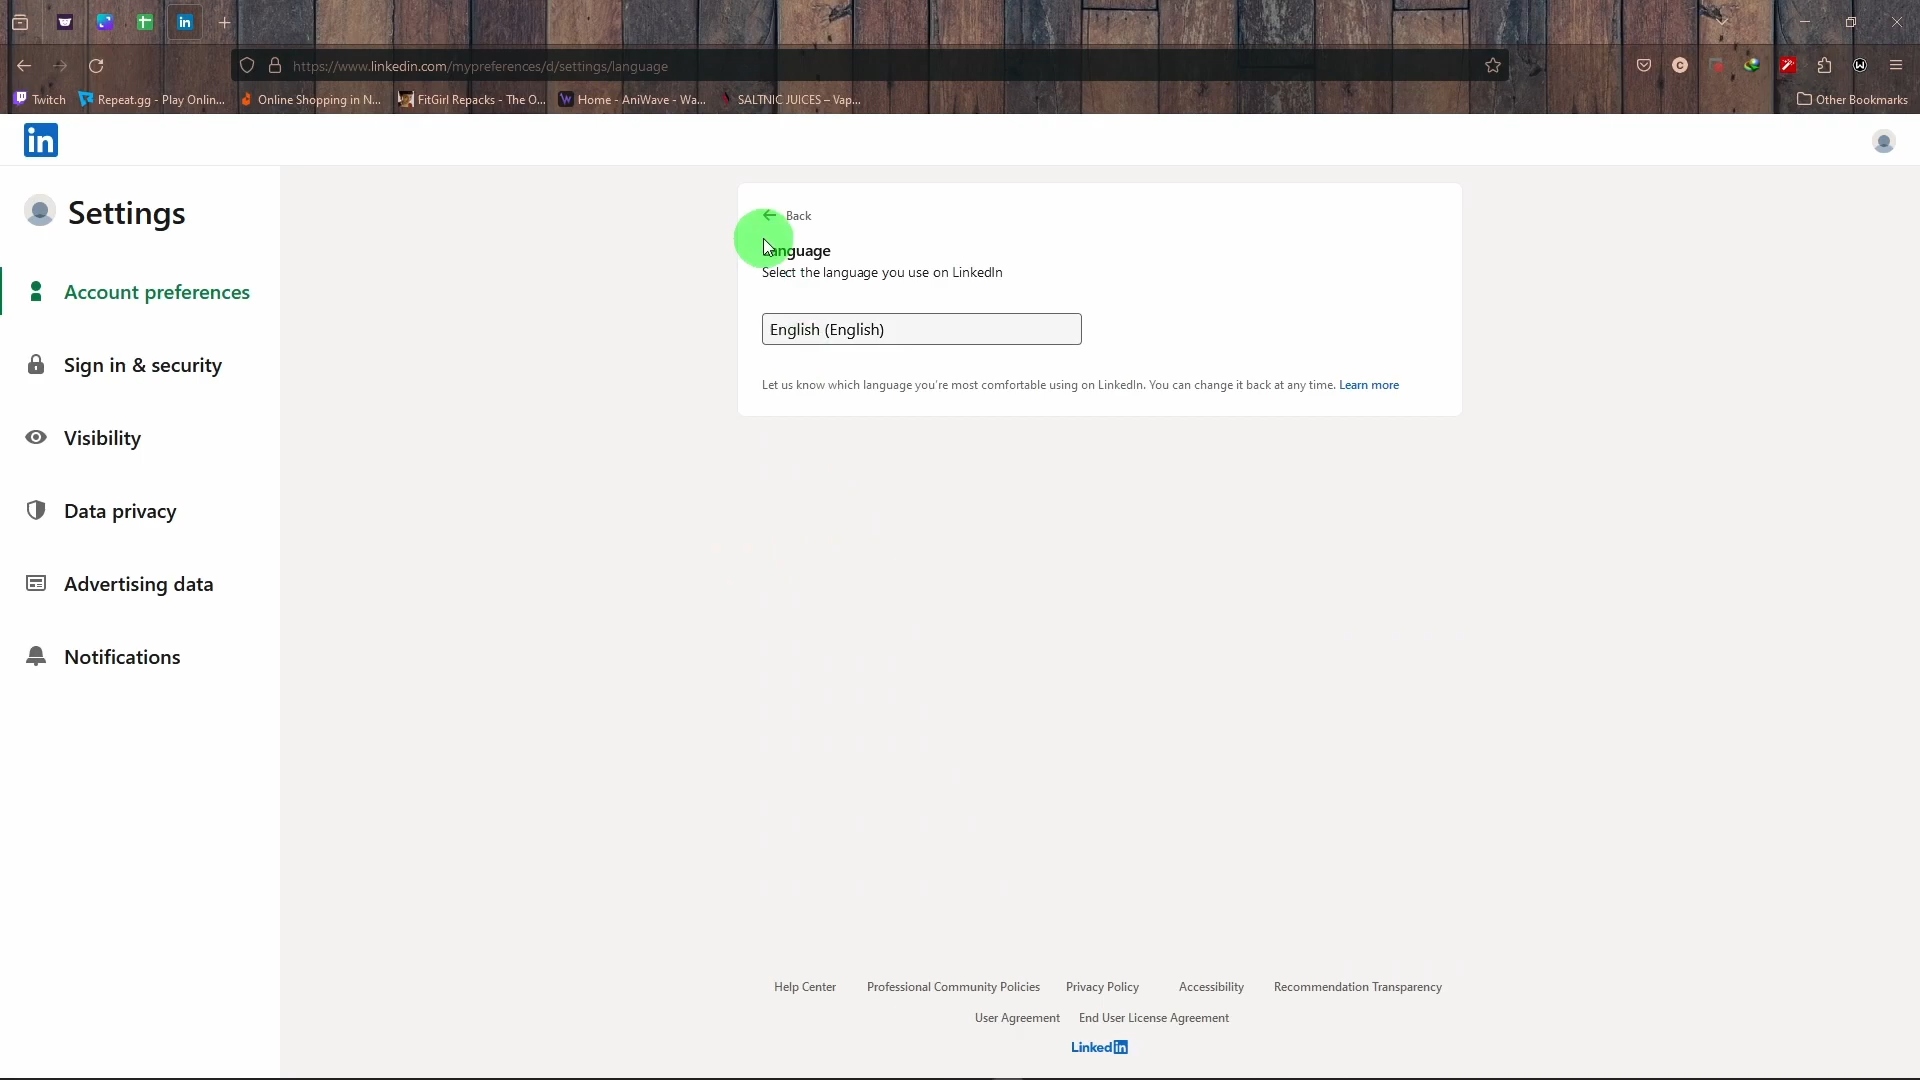 https://www.linkedin.com/mypreferences/d/settings/language
Twitch
Repeat.gg - Play Onlin...
Online Shopping in N...
FitGirl Repacks - The O...
Home - AniWave - Wa...
SALTNIC JUICES – Vap...
Other Bookmarks
in
Settings
Account preferences
Sign in & security
Visibility
Data privacy
Advertising data
Notifications
Back
Language
Select the language you use on LinkedIn
English (English)
Let us know which language you're most comfortable using on LinkedIn. You can change it back at any time. Learn more
Help Center Professional Community Policies Privacy Policy Accessibility Recommendation Transparency
User Agreement End User License Agreement
Linkedin